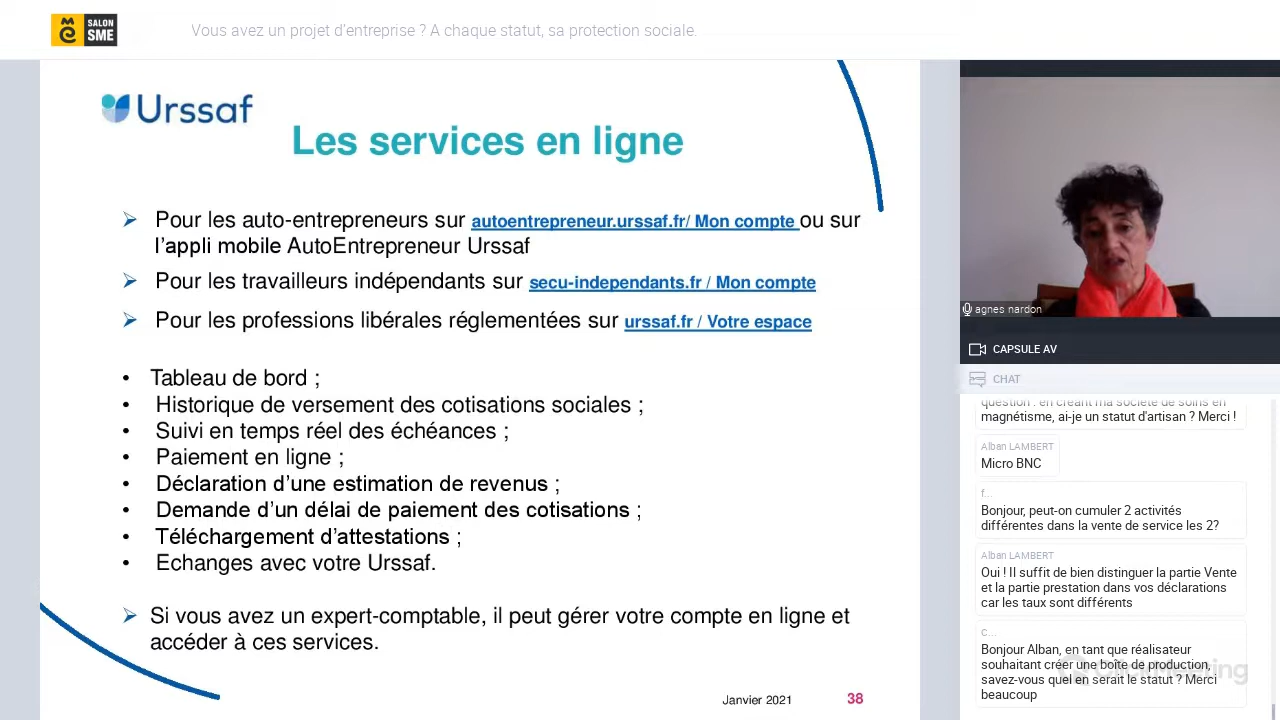 SALON
SME
Vous avez un projet d'entreprise ? A chaque statut, sa protection sociale.
Urssaf
Les services en ligne
Pour les auto-entrepreneurs sur autoentrepreneur.urssaf.fr/ Mon compte ou sur
l'appli mobile AutoEntrepreneur Urssaf
Pour les travailleurs indépendants sur secu-independants.fr / Mon compte
Pour les professions libérales réglementées sur urssaf.fr / Votre espace
Tableau de bord ;
Historique de versement des cotisations sociales ;
Suivi en temps réel des échéances ;
Paiement en ligne ;
Déclaration d'une estimation de revenus ;
Demande d'un délai de paiement des cotisations ;
Téléchargement d'attestations ;
Echanges avec votre Urssaf.
Si vous avez un expert-comptable, il peut gérer votre compte en ligne et
accéder à ces services.
Janvier 2021
38
agnes nardon
CAPSULE AV
CHAT
question : en créant ma société de soins en
magnétisme, ai-je un statut d'artisan ? Merci !
Alban LAMBERT
Micro BNC
f...
Bonjour, peut-on cumuler 2 activités
différentes dans la vente de service les 2?
Alban LAMBERT
Oui ! Il suffit de bien distinguer la partie Vente
et la partie prestation dans vos déclarations
car les taux sont différents
c...
Bonjour Alban, en tant que réalisateur
souhaitant créer une boîte de production,
savez-vous quel en serait le statut ? Merci
beaucoup